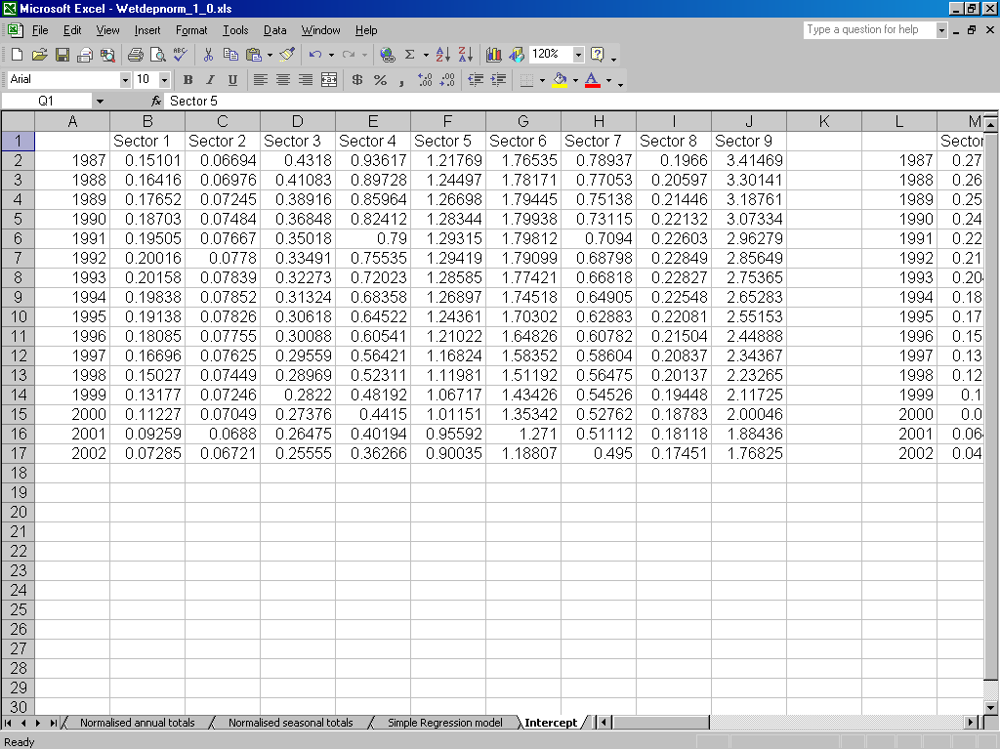 Microsoft Excel - Wetdepnorm_1_0.xls
File Edit View Insert Format Tools Data Window Help Type a question for help
Σ 120%
Arial 10 B I U $ % ,
Q1 fx Sector 5
A B C D E F G H I J K L M
1 Sector 1 Sector 2 Sector 3 Sector 4 Sector 5 Sector 6 Sector 7 Sector 8 Sector 9 Sector
2 1987 0.15101 0.06694 0.4318 0.93617 1.21769 1.76535 0.78937 0.1966 3.41469 1987 0.27
3 1988 0.16416 0.06976 0.41083 0.89728 1.24497 1.78171 0.77053 0.20597 3.30141 1988 0.26
4 1989 0.17652 0.07245 0.38916 0.85964 1.26698 1.79445 0.75138 0.21446 3.18761 1989 0.25
5 1990 0.18703 0.07484 0.36848 0.82412 1.28344 1.79938 0.73115 0.22132 3.07334 1990 0.24
6 1991 0.19505 0.07667 0.35018 0.79 1.29315 1.79812 0.7094 0.22603 2.96279 1991 0.22
7 1992 0.20016 0.0778 0.33491 0.75535 1.29419 1.79099 0.68798 0.22849 2.85649 1992 0.21
8 1993 0.20158 0.07839 0.32273 0.72023 1.28585 1.77421 0.66818 0.22827 2.75365 1993 0.20
9 1994 0.19838 0.07852 0.31324 0.68358 1.26897 1.74518 0.64905 0.22548 2.65283 1994 0.18
10 1995 0.19138 0.07826 0.30618 0.64522 1.24361 1.70302 0.62883 0.22081 2.55153 1995 0.17
11 1996 0.18085 0.07755 0.30088 0.60541 1.21022 1.64826 0.60782 0.21504 2.44888 1996 0.15
12 1997 0.16696 0.07625 0.29559 0.56421 1.16824 1.58352 0.58604 0.20837 2.34367 1997 0.13
13 1998 0.15027 0.07449 0.28969 0.52311 1.11981 1.51192 0.56475 0.20137 2.23265 1998 0.12
14 1999 0.13177 0.07246 0.2822 0.48192 1.06717 1.43426 0.54526 0.19448 2.11725 1999 0.1
15 2000 0.11227 0.07049 0.27376 0.4415 1.01151 1.35342 0.52762 0.18783 2.00046 2000 0.0
16 2001 0.09259 0.0688 0.26475 0.40194 0.95592 1.271 0.51112 0.18118 1.88436 2001 0.06
17 2002 0.07285 0.06721 0.25555 0.36266 0.90035 1.18807 0.495 0.17451 1.76825 2002 0.04
18
19
20
21
22
23
24
25
26
27
28
29
30
Normalised annual totals Normalised seasonal totals Simple Regression model Intercept
Ready